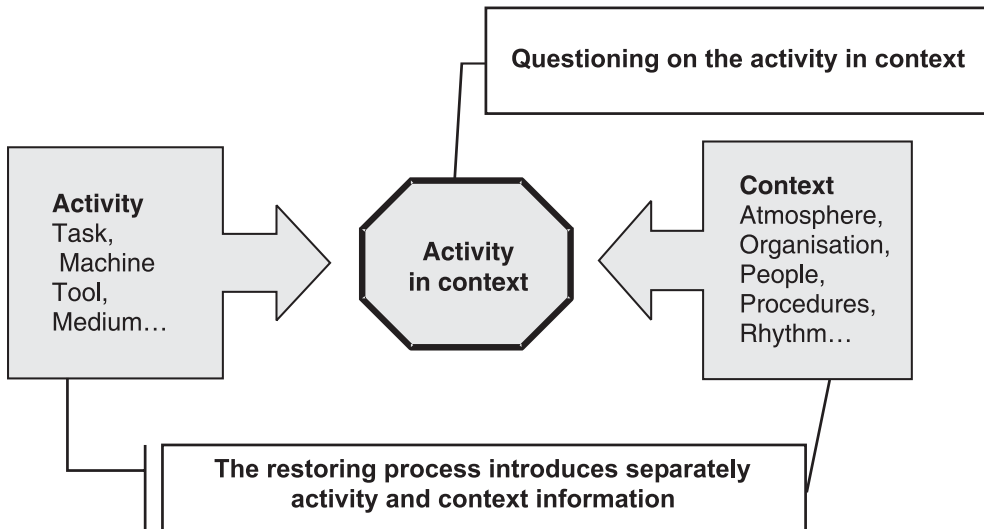 Questioning on the activity in context
Activity
Task,
Machine
Tool,
Medium…
Activity
in context
Context
Atmosphere,
Organisation,
People,
Procedures,
Rhythm…
The restoring process introduces separately
activity and context information